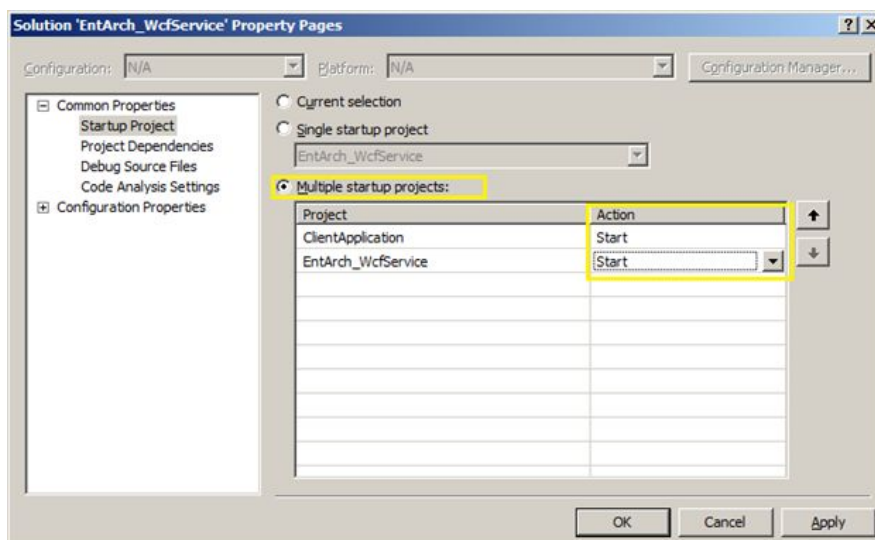 Solution 'EntArch_WcfService' Property Pages
Configuration: N/A Platform: N/A Configuration Manager...
Common Properties
Startup Project
Project Dependencies
Debug Source Files
Code Analysis Settings
Configuration Properties
Current selection
Single startup project
EntArch_WcfService
Multiple startup projects:
Project Action
ClientApplication Start
EntArch_WcfService Start
OK Cancel Apply